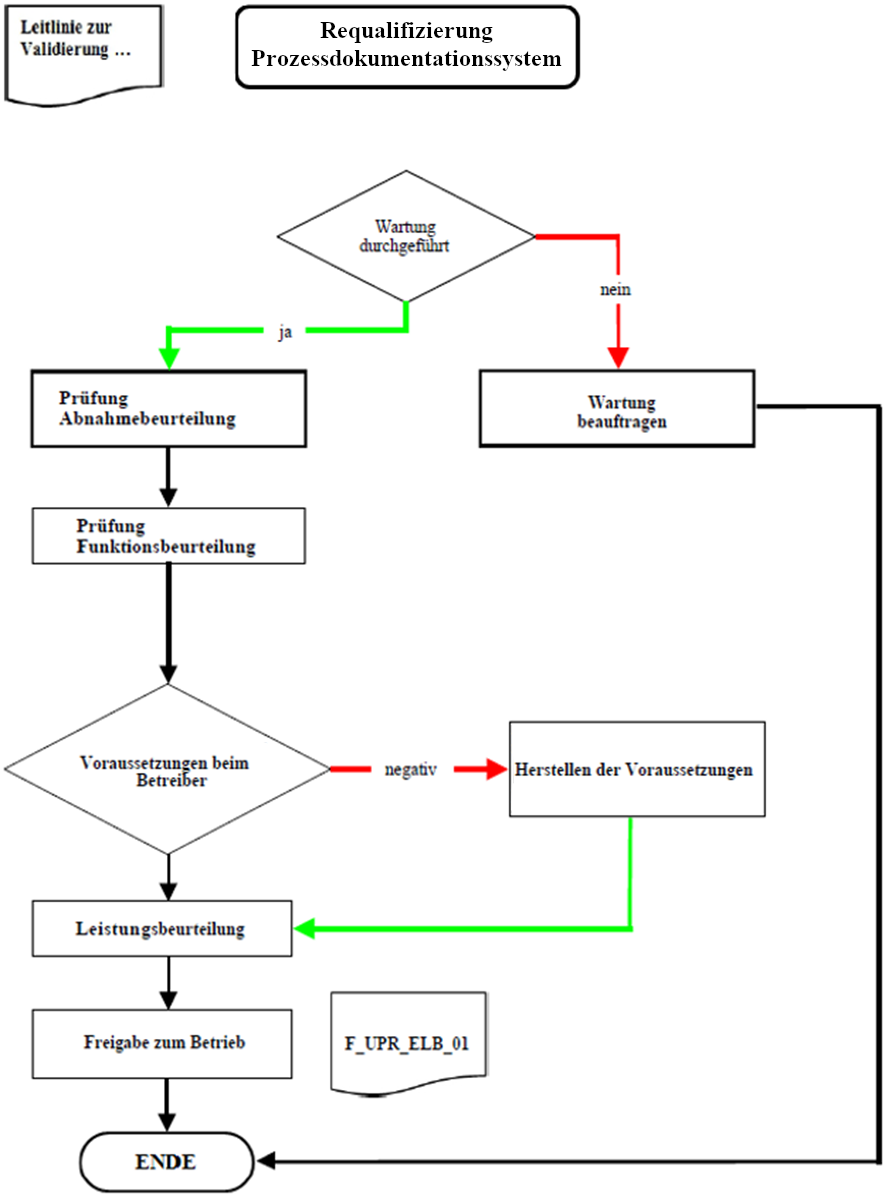 Leitlinie zur
Validierung ...
Requalifizierung
Prozessdokumentationssystem
Wartung
durchgeführt
nein
ja
Prüfung
Abnahmebeurteilung
Wartung
beauftragen
Prüfung
Funktionsbeurteilung
Voraussetzungen beim
Betreiber
negativ
Herstellen der Voraussetzungen
Leistungsbeurteilung
Freigabe zum Betrieb
F_UPR_ELB_01
ENDE